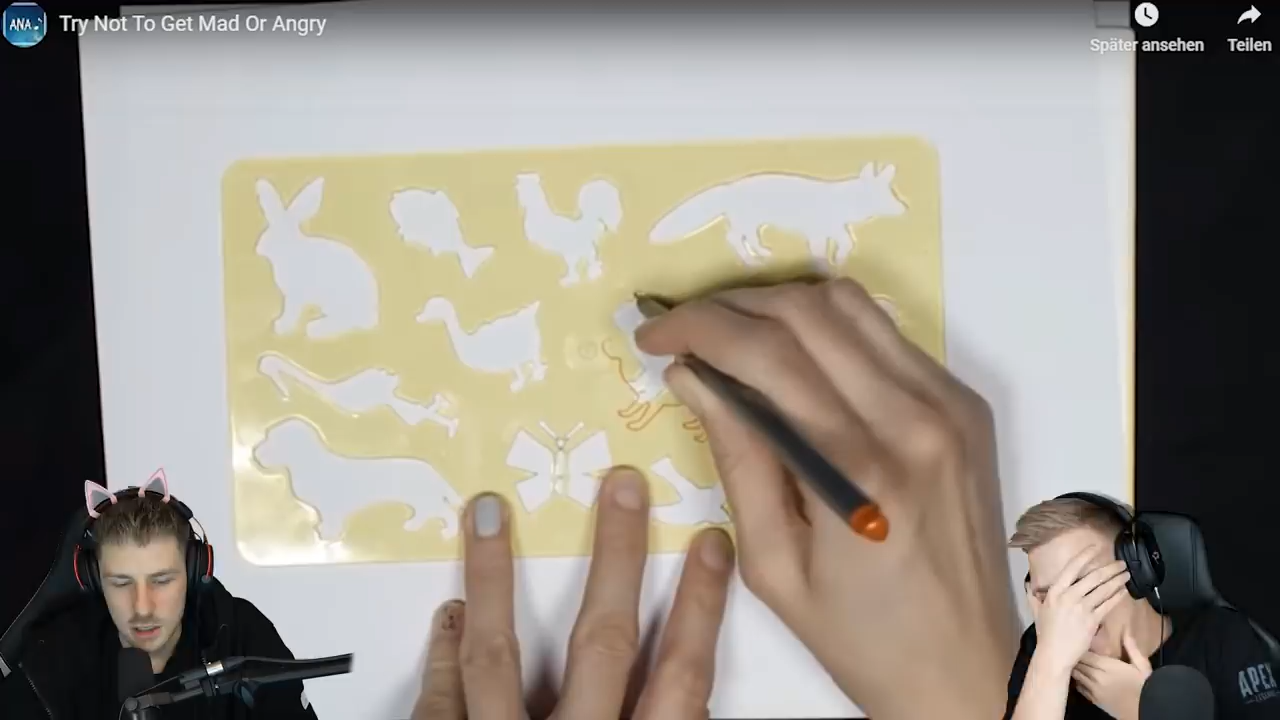 ANA♪
Try Not To Get Mad Or Angry
Später ansehen
Teilen
APEX